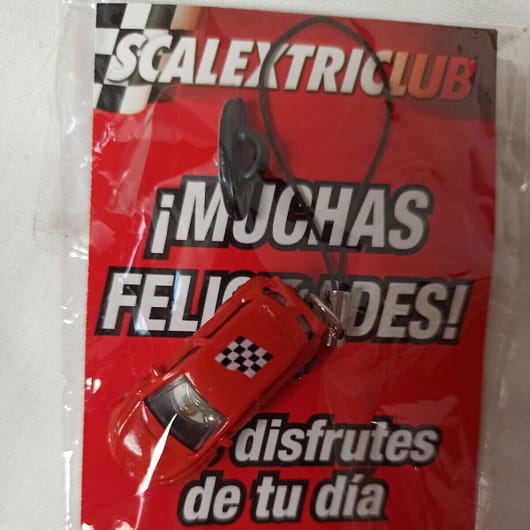 SCALEXTRICLUB
¡MUCHAS
FELICIDADES!
disfrutes
de tu día